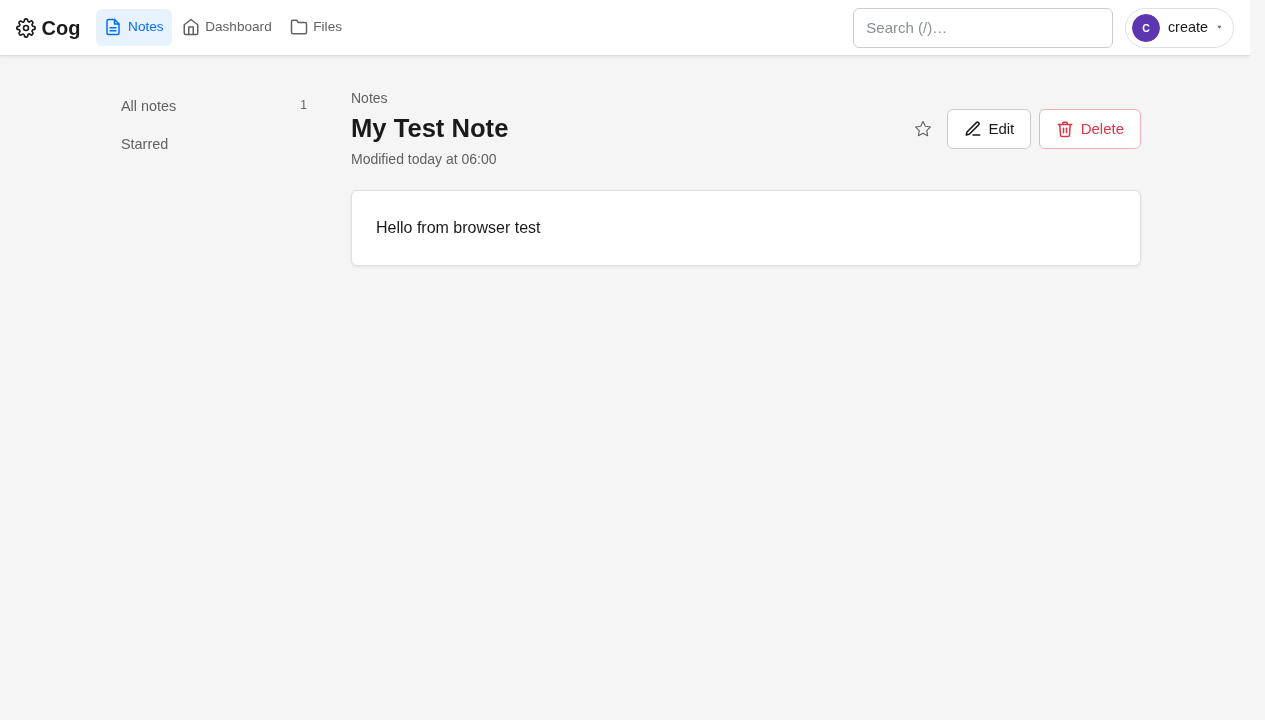 Cog
Notes
Dashboard
Files
Search (/)…
C
create
All notes
1
Starred
Notes
My Test Note
Modified today at 06:00
Edit
Delete
Hello from browser test